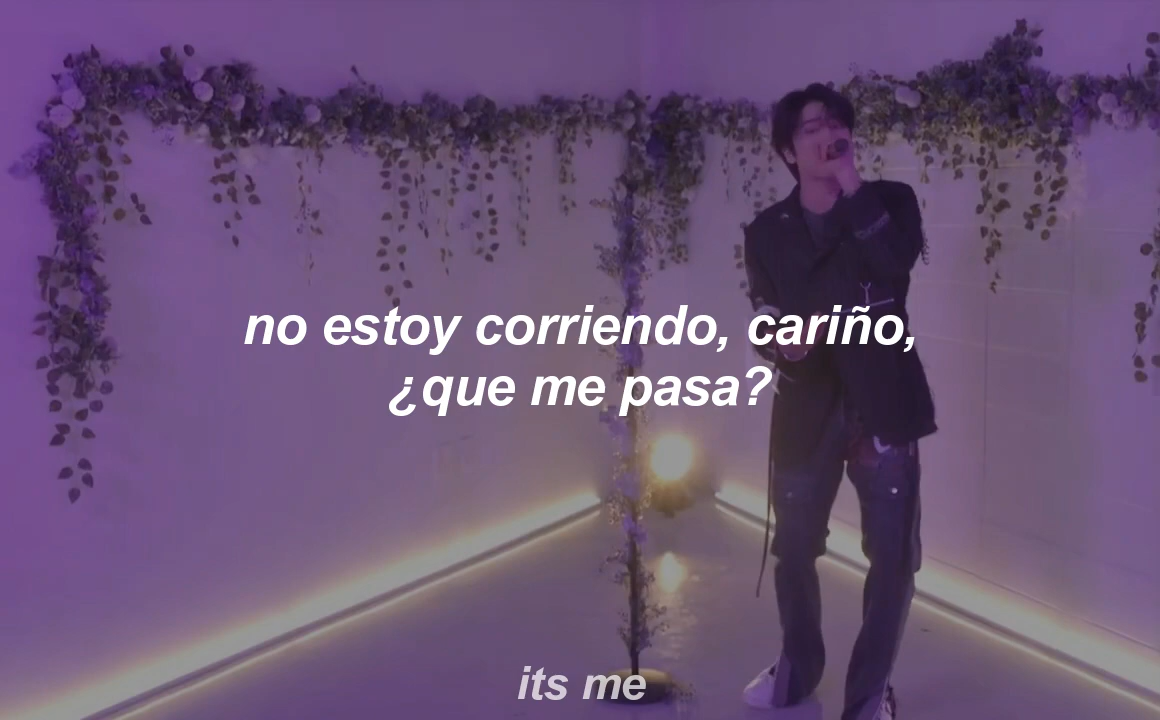 no estoy corriendo, cariño,
¿que me pasa?
its me